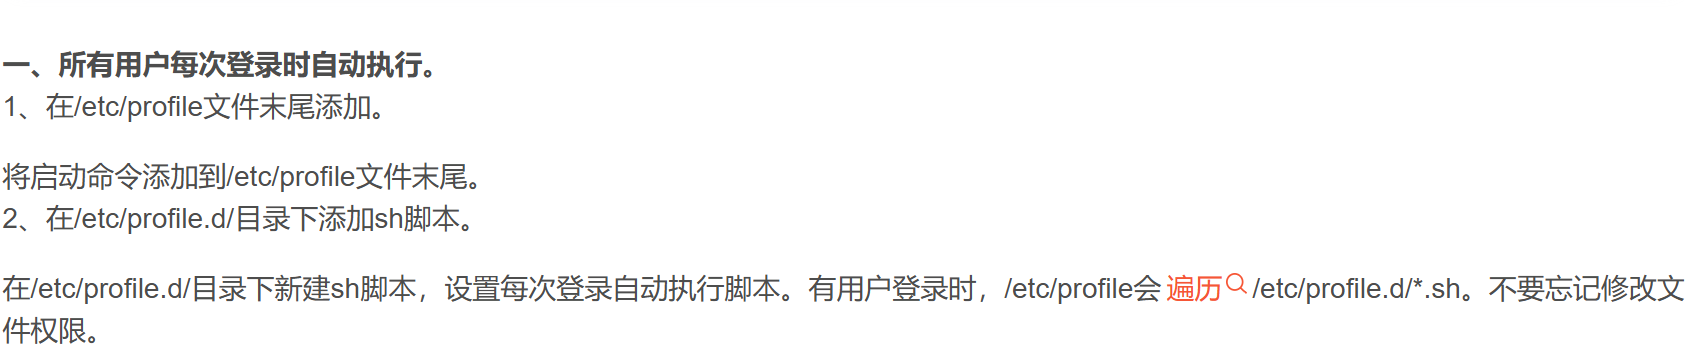 一、所有用户每次登录时自动执行。
1、在/etc/profile文件末尾添加。
将启动命令添加到/etc/profile文件末尾。
2、在/etc/profile.d/目录下添加sh脚本。
在/etc/profile.d/目录下新建sh脚本，设置每次登录自动执行脚本。有用户登录时，/etc/profile会遍历/etc/profile.d/*.sh。不要忘记修改文
件权限。